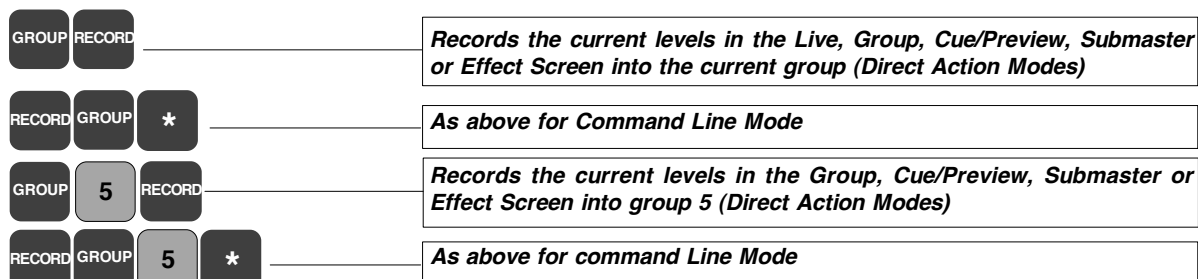 GROUP RECORD
Records the current levels in the Live, Group, Cue/Preview, Submaster
or Effect Screen into the current group (Direct Action Modes)
RECORD GROUP *
As above for Command Line Mode
GROUP 5 RECORD
Records the current levels in the Group, Cue/Preview, Submaster or
Effect Screen into group 5 (Direct Action Modes)
RECORD GROUP 5 *
As above for command Line Mode